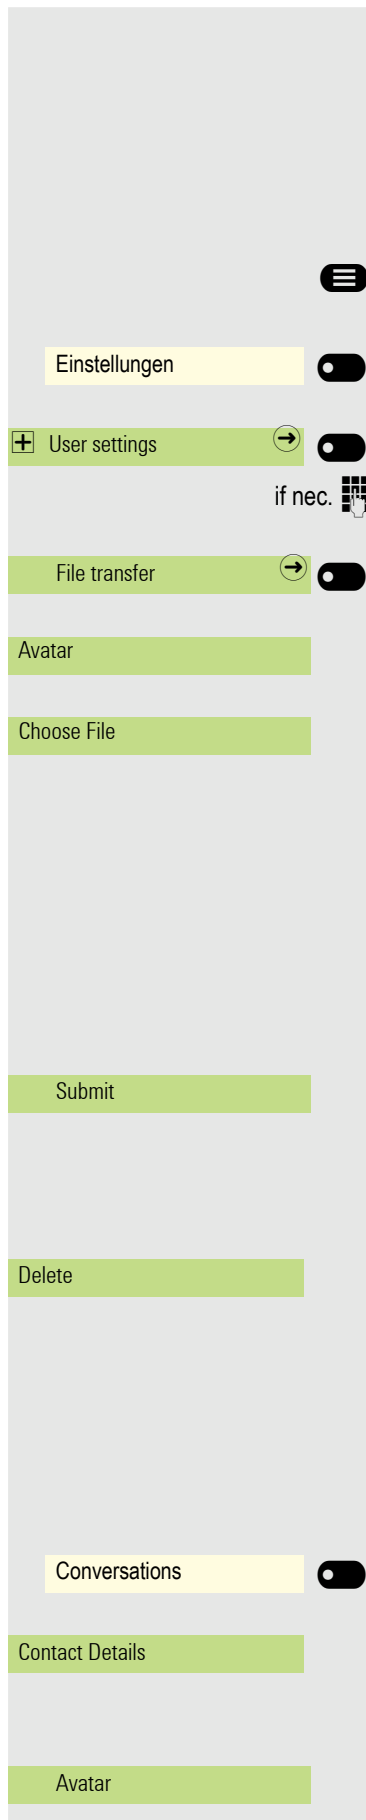 Einstellungen
User settings
if nec.
File transfer
Avatar
Choose File
Submit
Delete
Conversations
Contact Details
Avatar